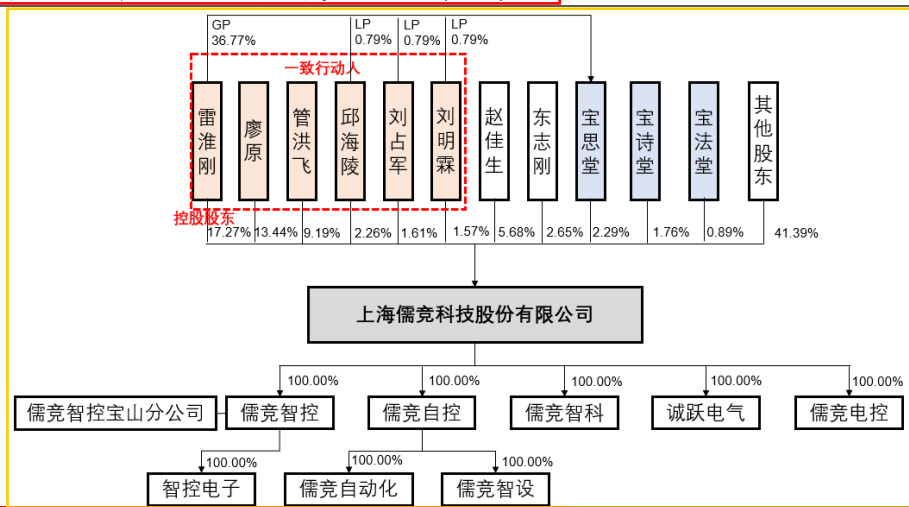 GP
36.77%
LP
0.79%
LP
0.79%
LP
0.79%
一致行动人
雷淮刚
廖原
管洪飞
邱海陵
刘占军
刘明霖
赵佳生
东志刚
宝思堂
宝诗堂
宝法堂
其他股东
控股股东
17.27%
13.44%
9.19%
2.26%
1.61%
1.57%
5.68%
2.65%
2.29%
1.76%
0.89%
41.39%
上海儒竞科技股份有限公司
100.00%
100.00%
100.00%
100.00%
100.00%
儒竞智控宝山分公司
儒竞智控
儒竞自控
儒竞智科
诚跃电气
儒竞电控
100.00%
100.00%
100.00%
智控电子
儒竞自动化
儒竞智设